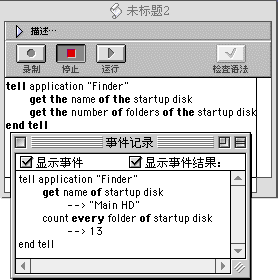 未标题2
描述…
录制
停止
运行
检查语法
tell application "Finder"
get the name of the startup disk
get the number of folders of the startup disk
end tell
事件记录
显示事件
显示事件结果:
tell application "Finder"
get name of startup disk
--> "Main HD"
count every folder of startup disk
--> 13
end tell